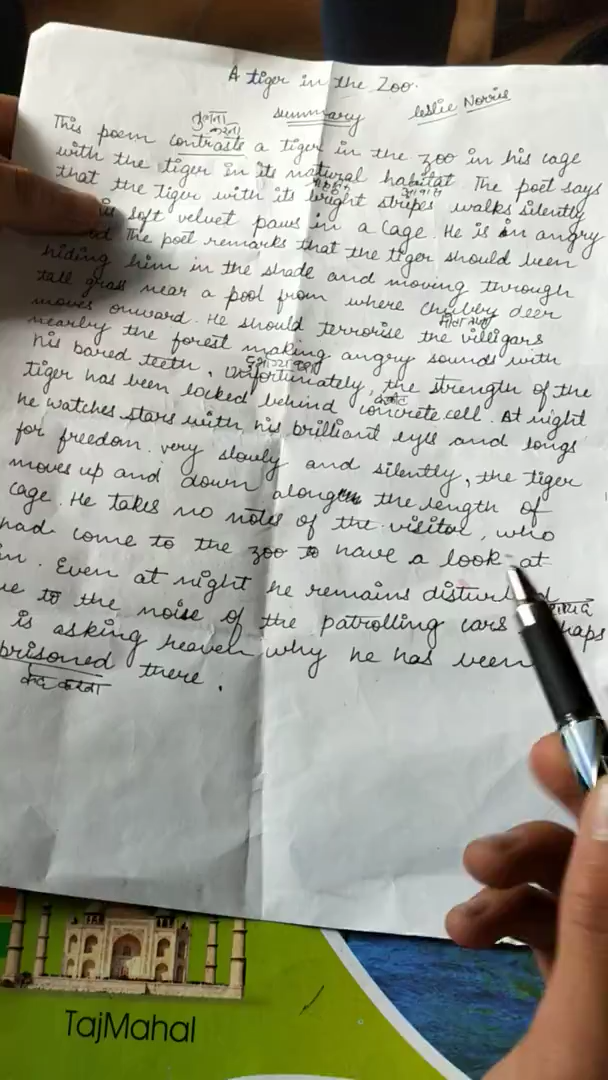 A tiger in the Zoo.
summary
leslie Norris
तुलना करना
This poem contrasts a tiger in the zoo in his cage
with the tiger in its natural habitat. The poet says
that the tiger with its bright stripes walks silently
soft velvet paws in a cage. He is in angry
The poet remarks that the tiger should been
hiding him in the shade and moving through
tall grass near a pool from where chubby deer
moves onward. He should terrorise the villigars
nearby the forest making angry sounds with
his bared teeth. Unfortunately, the strength of the
tiger has been locked behind concrete cell. At night
he watches stars with his brilliant eyes and longs
for freedom. very slowly and silently, the tiger
moves up and down along the length of
cage. He takes no notes of the visitor, who
had come to the zoo to have a look at
Even at night he remains
to the noise of the patrolling cars
is asking heaven why he has been
prisoned there.
कैद करना
TajMahal